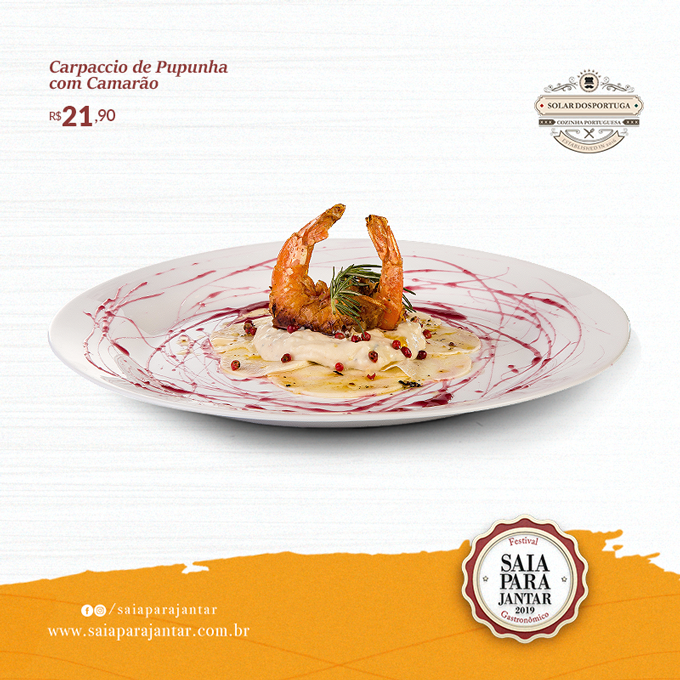 Carpaccio de Pupunha
com Camarão
R$21,90
SOLAR DOS PORTUGA
COZINHA PORTUGUESA
Festival
SAIA
PARA
JANTAR
2019
Gastronômico
/saiaparajantar
www.saiaparajantar.com.br